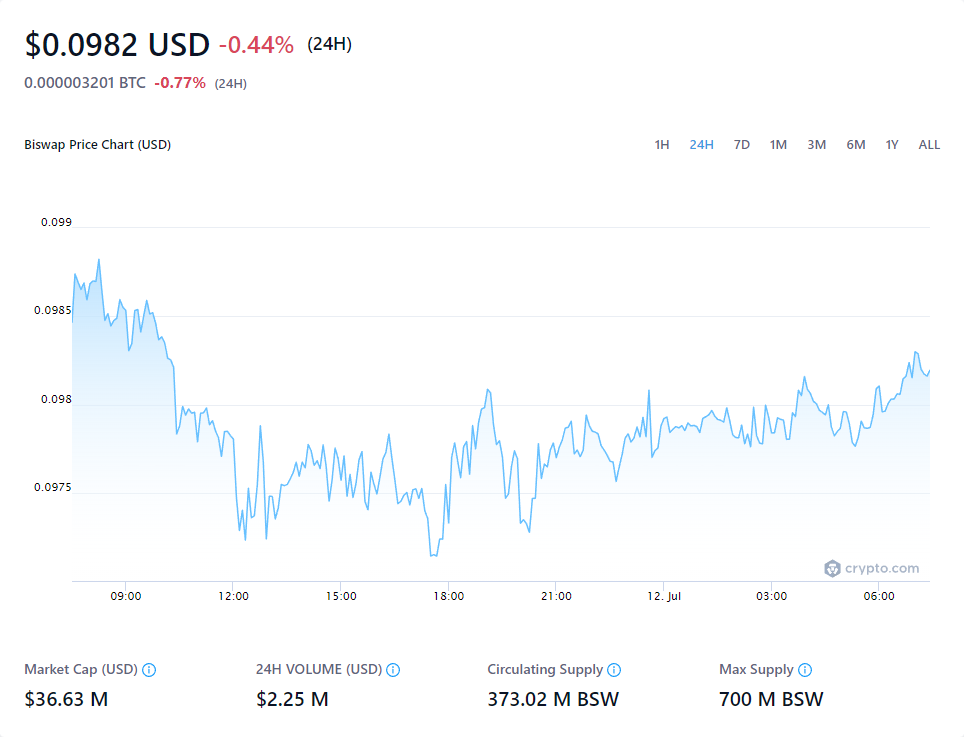 $0.0982 USD -0.44% (24H)
0.000003201 BTC -0.77% (24H)
Biswap Price Chart (USD) 1H 24H 7D 1M 3M 6M 1Y ALL
0.099
0.0985
0.098
0.0975
crypto.com
09:00 12:00 15:00 18:00 21:00 12. Jul 03:00 06:00
Market Cap (USD) 24H VOLUME (USD) Circulating Supply Max Supply
$36.63 M $2.25 M 373.02 M BSW 700 M BSW